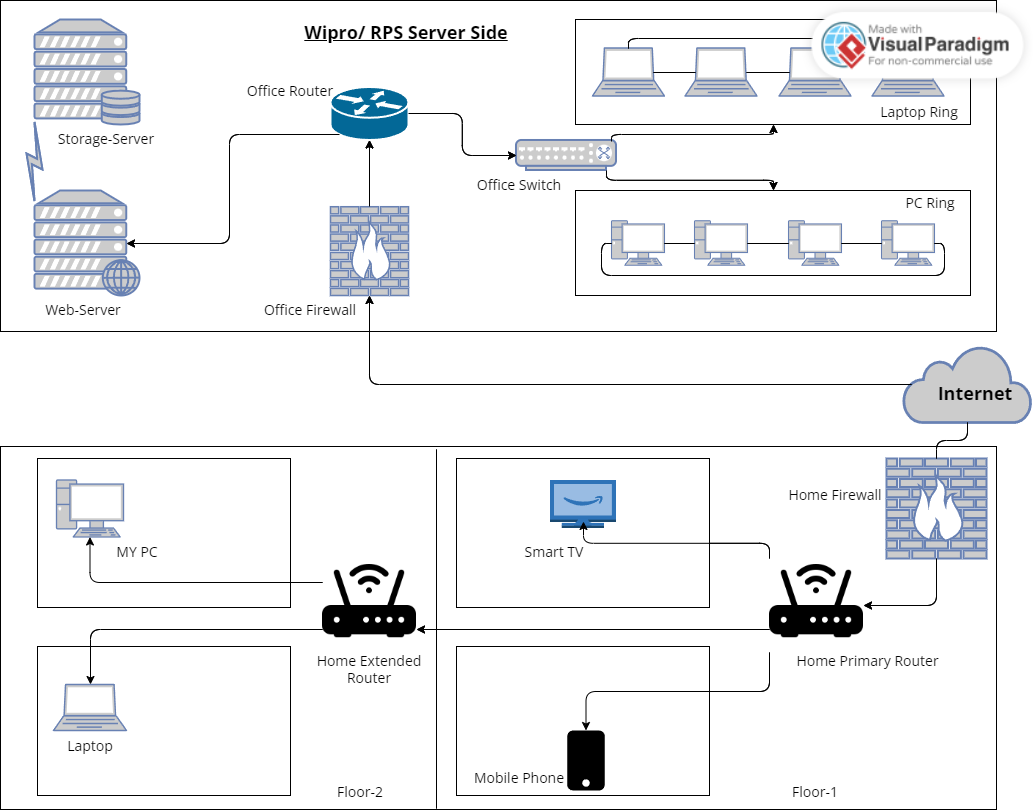 Wipro/ RPS Server Side
Made with
VisualParadigm
For non-commercial use
Office Router
Laptop Ring
Storage-Server
Office Switch
PC Ring
Web-Server
Office Firewall
Internet
Home Firewall
MY PC
Smart TV
Home Extended
Router
Home Primary Router
Laptop
Mobile Phone
Floor-2
Floor-1